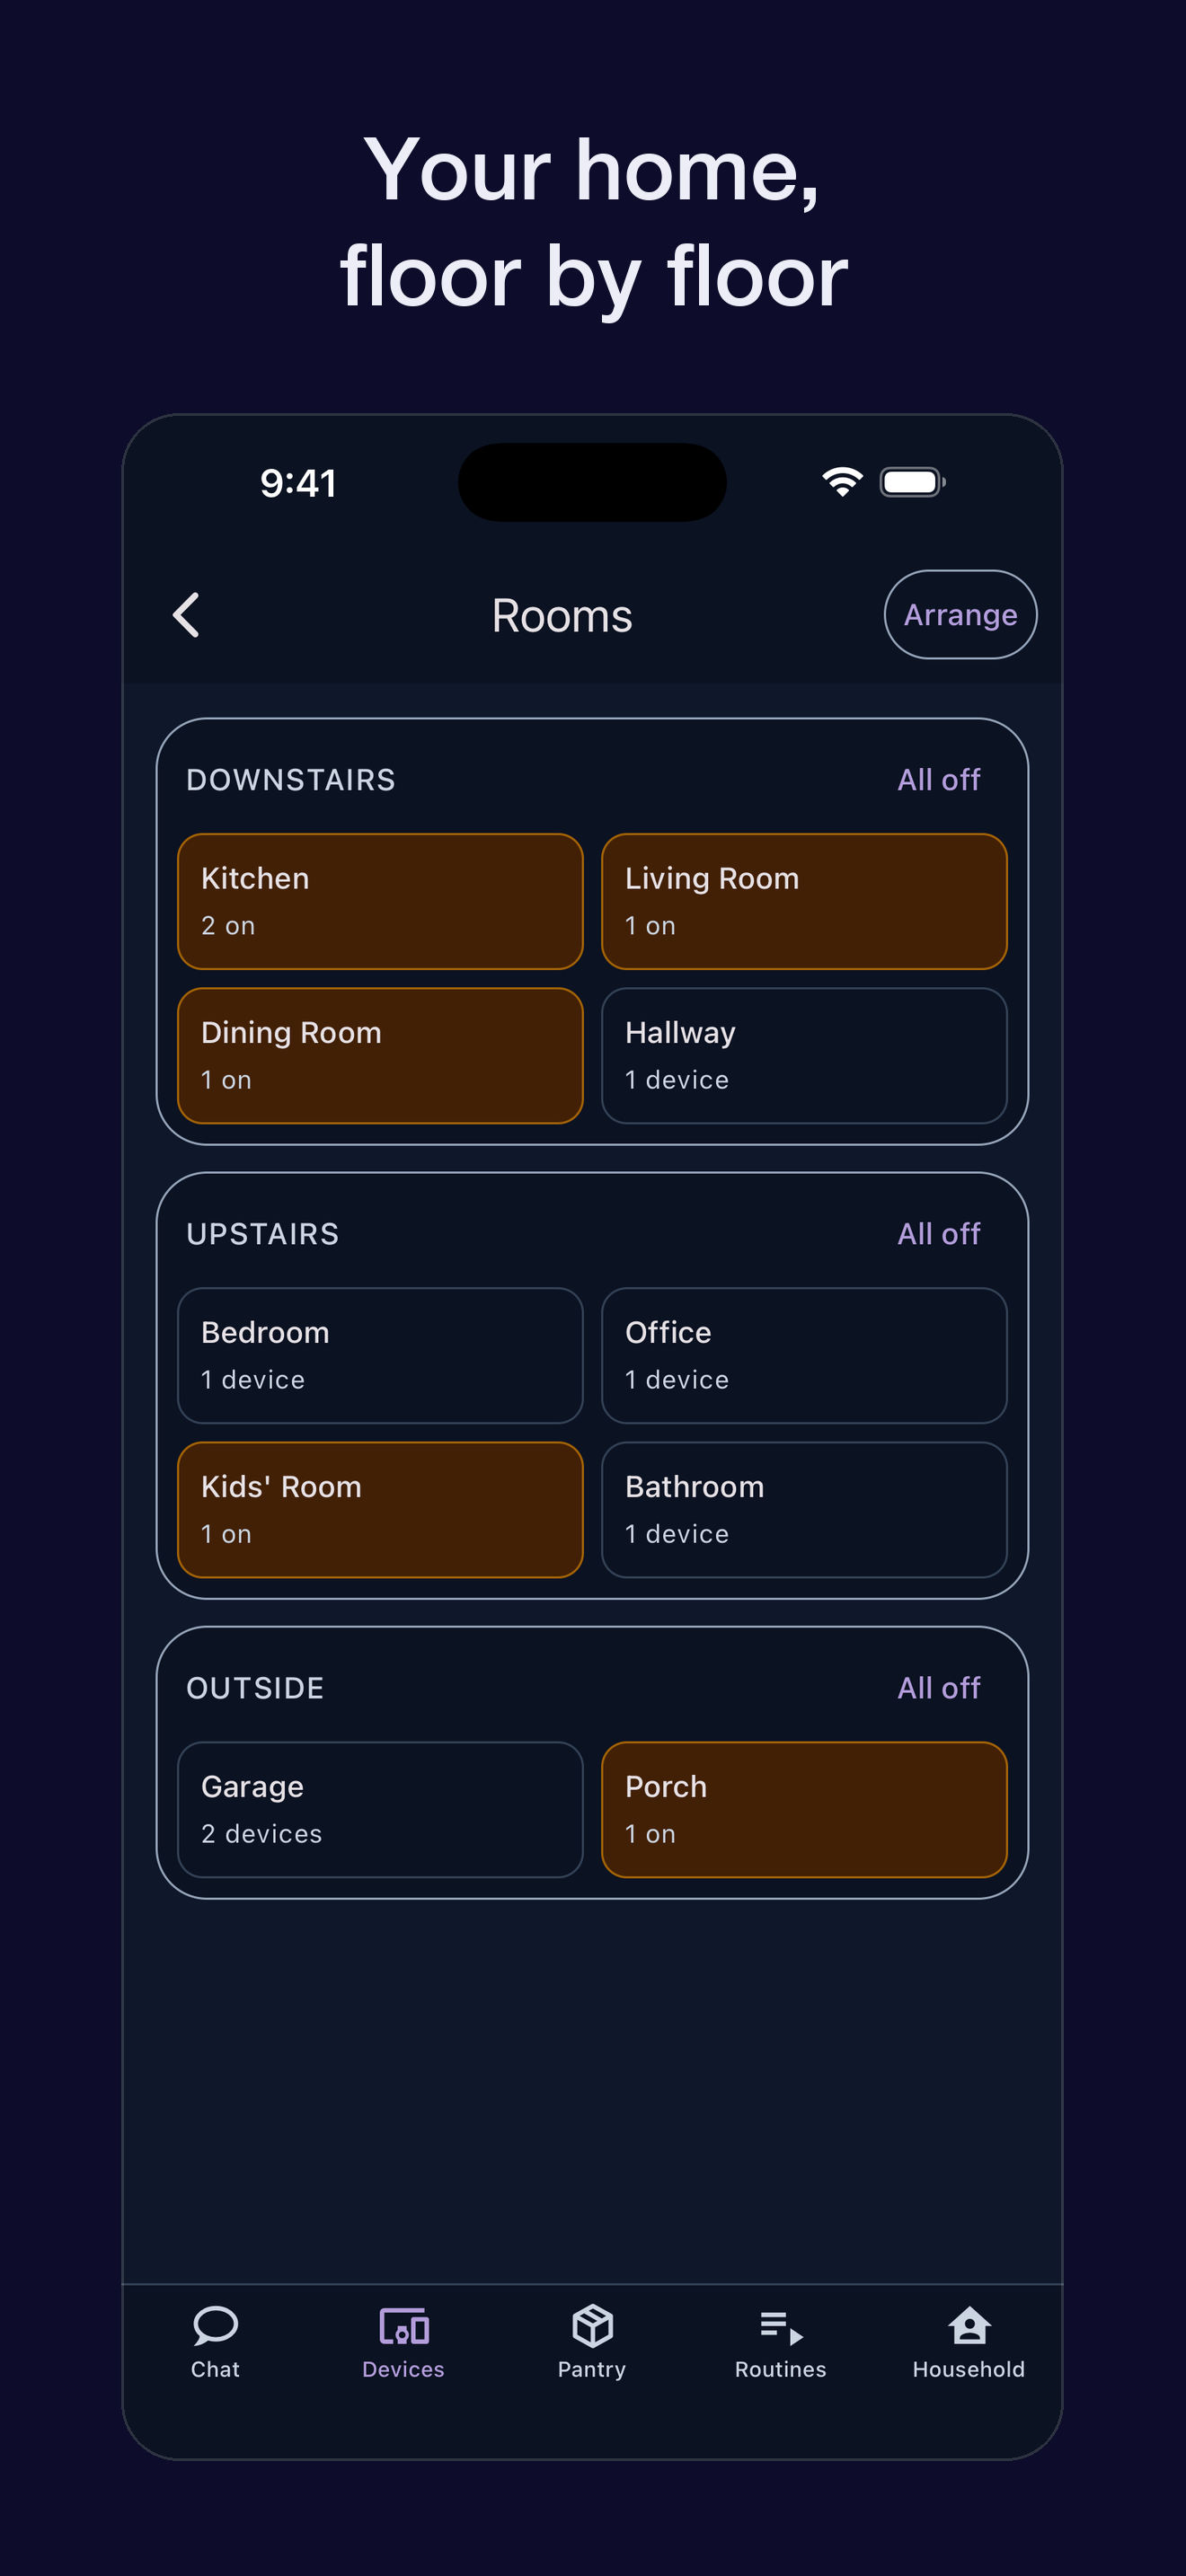 Your home,
floor by floor
9:41
Rooms
Arrange
DOWNSTAIRS
All off
Kitchen
2 on
Living Room
1 on
Dining Room
1 on
Hallway
1 device
UPSTAIRS
All off
Bedroom
1 device
Office
1 device
Kids' Room
1 on
Bathroom
1 device
OUTSIDE
All off
Garage
2 devices
Porch
1 on
Chat
Devices
Pantry
Routines
Household